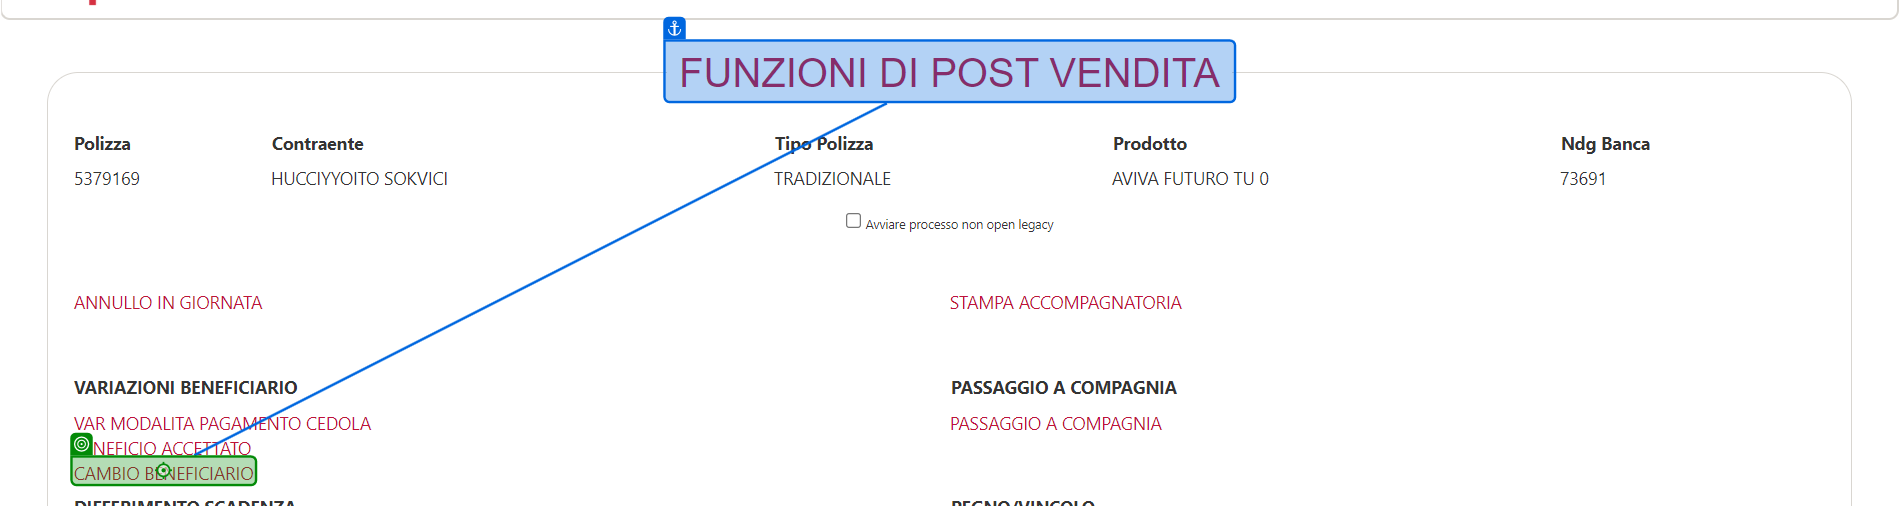 FUNZIONI DI POST VENDITA
Polizza Contraente Tipo Polizza Prodotto Ndg Banca
5379169 HUCCIYYOITO SOKVICI TRADIZIONALE AVIVA FUTURO TU 0 73691
Avviare processo non open legacy
ANNULLO IN GIORNATA STAMPA ACCOMPAGNATORIA
VARIAZIONI BENEFICIARIO PASSAGGIO A COMPAGNIA
VAR MODALITA PAGAMENTO CEDOLA PASSAGGIO A COMPAGNIA
BENEFICIO ACCETTATO
CAMBIO BENEFICIARIO
DIFFERIMENTO SCADENZA PEGNO/VINCOLO